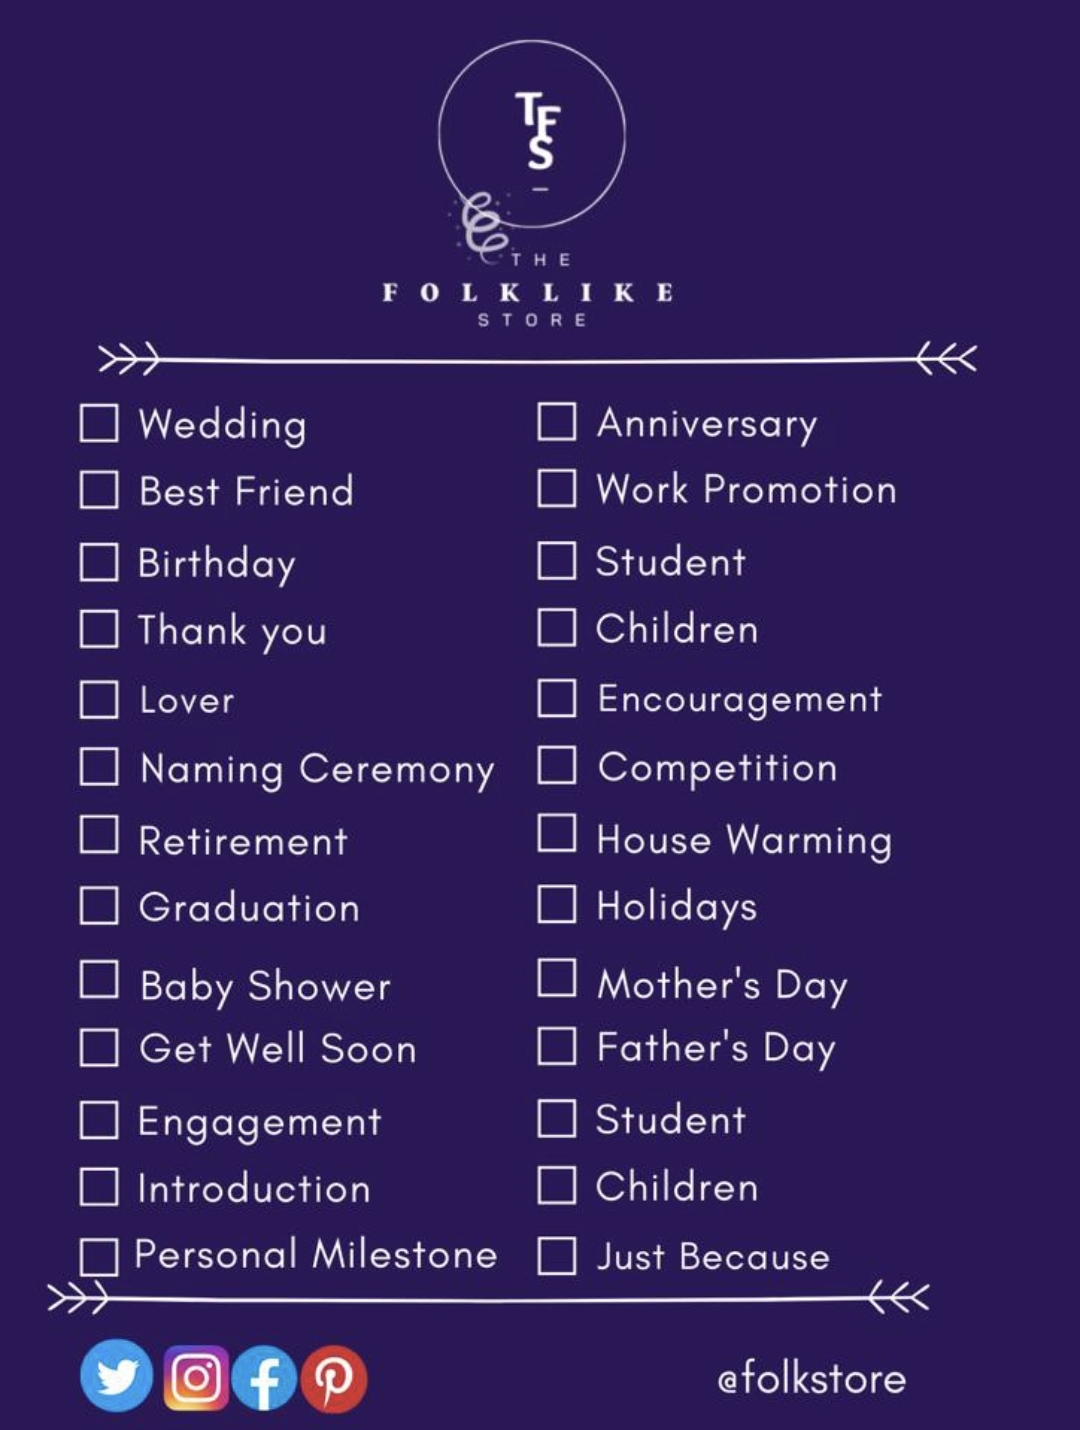 TFS
THE
FOLKLIKE
STORE
Wedding
Best Friend
Birthday
Thank you
Lover
Naming Ceremony
Retirement
Graduation
Baby Shower
Get Well Soon
Engagement
Introduction
Personal Milestone
Anniversary
Work Promotion
Student
Children
Encouragement
Competition
House Warming
Holidays
Mother's Day
Father's Day
Student
Children
Just Because
@folkstore